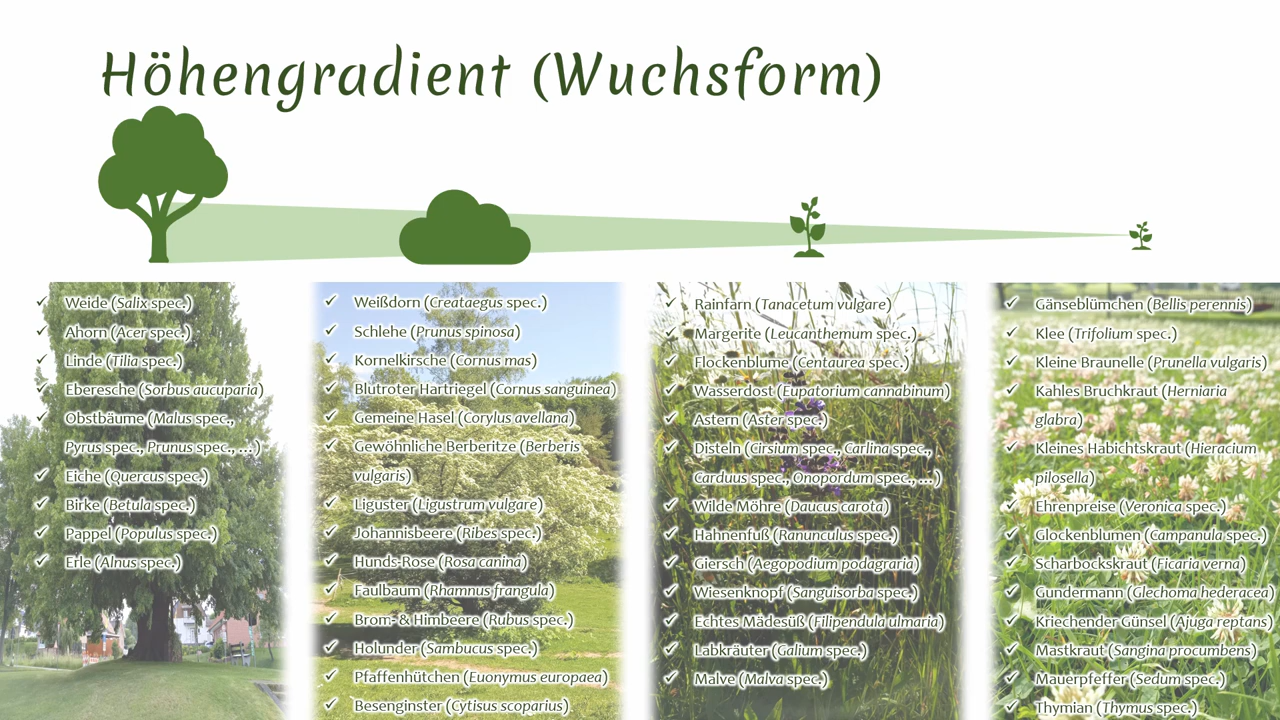 Höhengradient (Wuchsform)
Weide (Salix spec.)
Ahorn (Acer spec.)
Linde (Tilia spec.)
Eberesche (Sorbus aucuparia)
Obstbäume (Malus spec.,
Pyrus spec., Prunus spec., …)
Eiche (Quercus spec.)
Birke (Betula spec.)
Pappel (Populus spec.)
Erle (Alnus spec.)
Weißdorn (Creataegus spec.)
Schlehe (Prunus spinosa)
Kornelkirsche (Cornus mas)
Blutroter Hartriegel (Cornus sanguinea)
Gemeine Hasel (Corylus avellana)
Gewöhnliche Berberitze (Berberis
vulgaris)
Liguster (Ligustrum vulgare)
Johannisbeere (Ribes spec.)
Hunds-Rose (Rosa canina)
Faulbaum (Rhamnus frangula)
Brom- & Himbeere (Rubus spec.)
Holunder (Sambucus spec.)
Pfaffenhütchen (Euonymus europaea)
Besenginster (Cytisus scoparius)
Rainfarn (Tanacetum vulgare)
Margerite (Leucanthemum spec.)
Flockenblume (Centaurea spec.)
Wasserdost (Eupatorium cannabinum)
Astern (Aster spec.)
Disteln (Cirsium spec., Carlina spec.,
Carduus spec., Onopordum spec., …)
Wilde Möhre (Daucus carota)
Hahnenfuß (Ranunculus spec.)
Giersch (Aegopodium podagraria)
Wiesenknopf (Sanguisorba spec.)
Echtes Mädesüß (Filipendula ulmaria)
Labkräuter (Galium spec.)
Malve (Malva spec.)
Gänseblümchen (Bellis perennis)
Klee (Trifolium spec.)
Kleine Braunelle (Prunella vulgaris)
Kahles Bruchkraut (Herniaria
glabra)
Kleines Habichtskraut (Hieracium
pilosella)
Ehrenpreise (Veronica spec.)
Glockenblumen (Campanula spec.)
Scharbockskraut (Ficaria verna)
Gundermann (Glechoma hederacea)
Kriechender Günsel (Ajuga reptans)
Mastkraut (Sangina procumbens)
Mauerpfeffer (Sedum spec.)
Thymian (Thymus spec.)